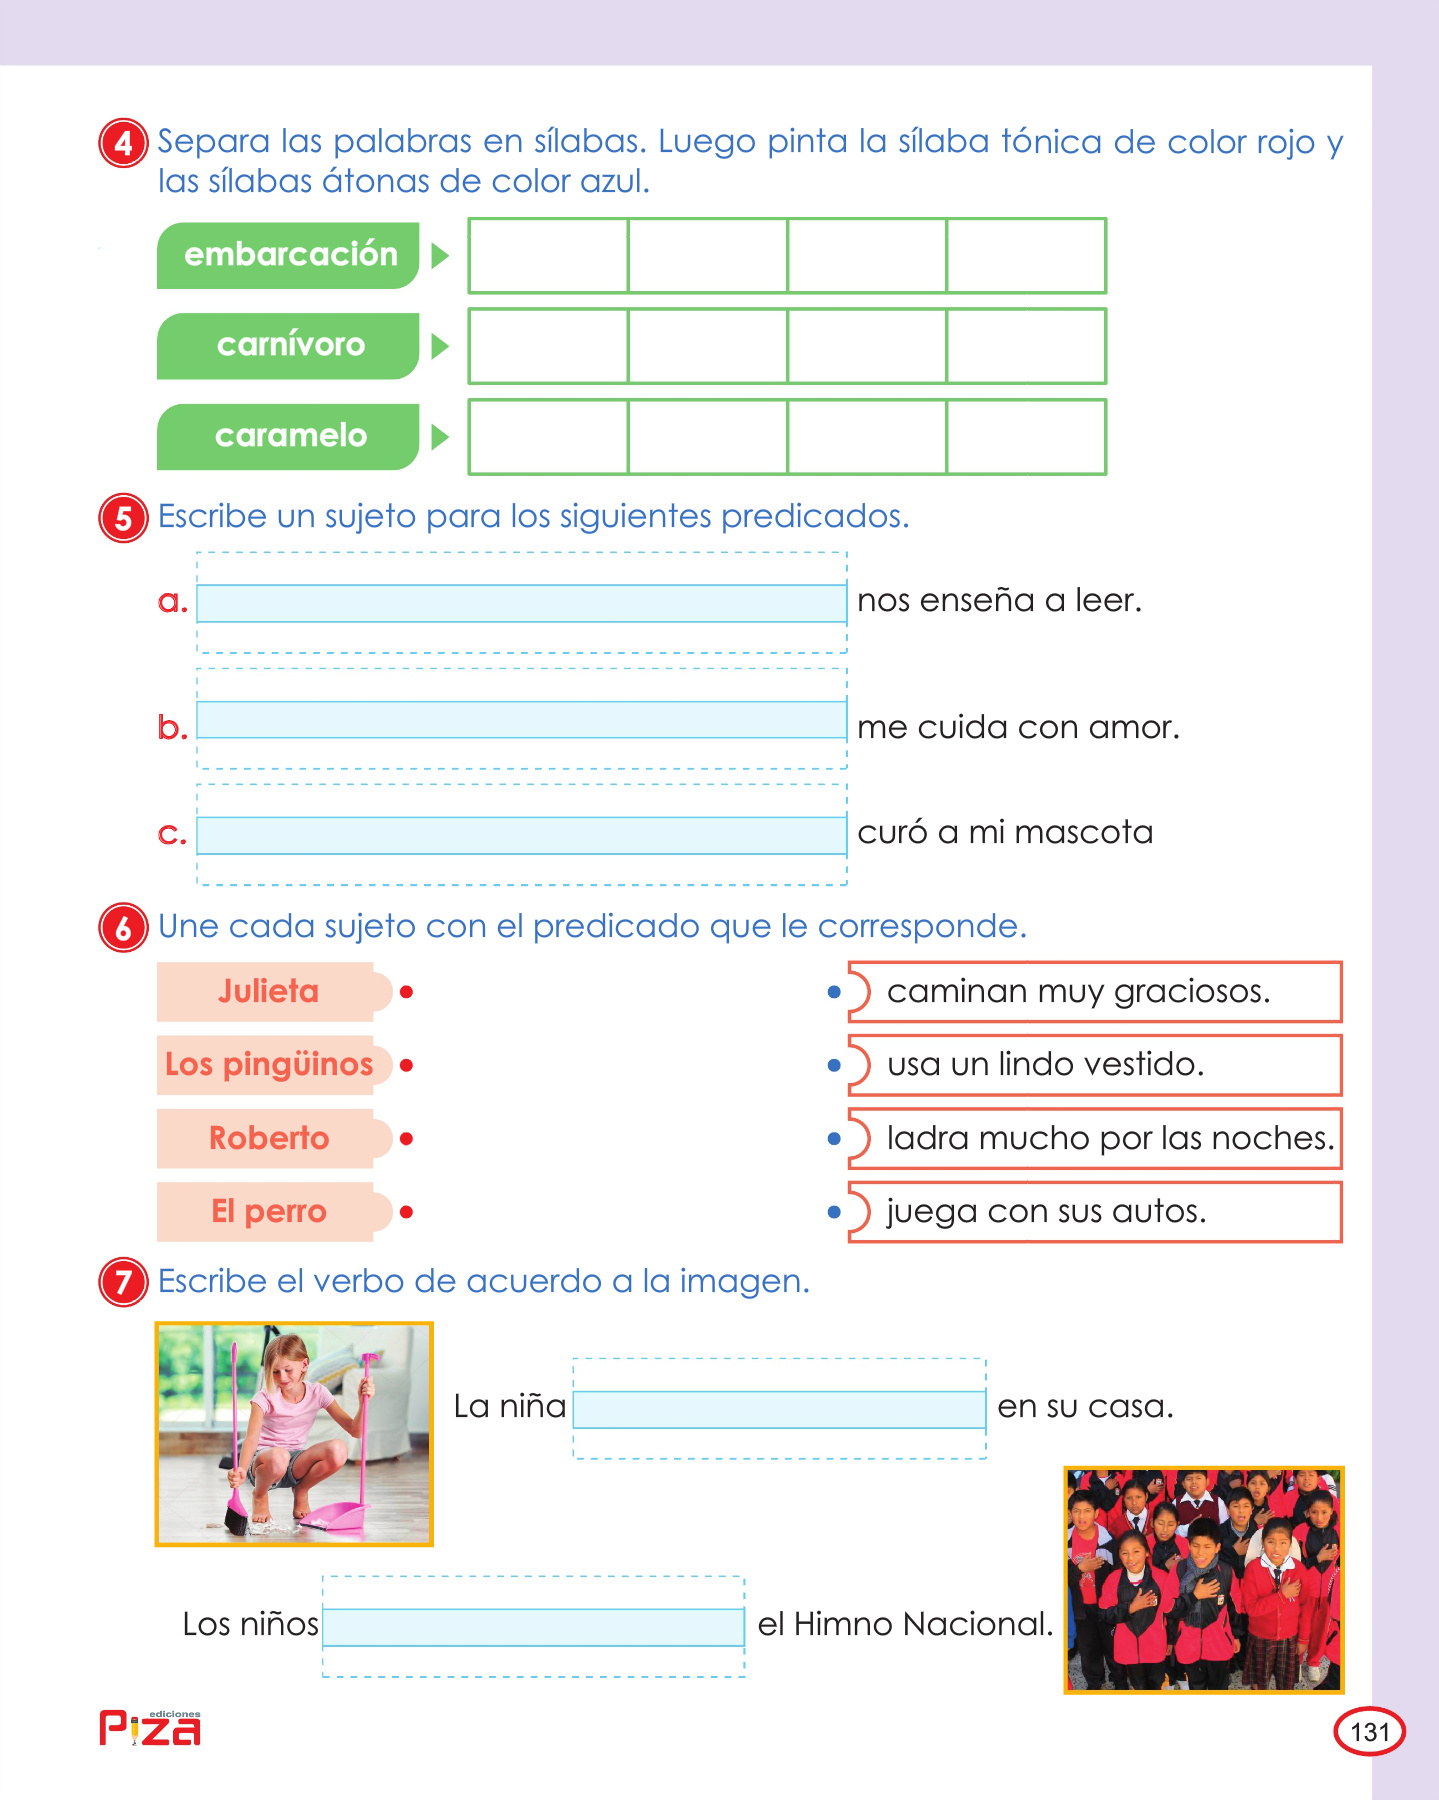 4 Separa las palabras en sílabas. Luego pinta la sílaba tónica de color rojo y
las sílabas átonas de color azul.
embarcación
carnívoro
caramelo
5 Escribe un sujeto para los siguientes predicados.
a. nos enseña a leer.
b. me cuida con amor.
c. curó a mi mascota
6 Une cada sujeto con el predicado que le corresponde.
Julieta caminan muy graciosos.
Los pingüinos usa un lindo vestido.
Roberto ladra mucho por las noches.
El perro juega con sus autos.
7 Escribe el verbo de acuerdo a la imagen.
La niña en su casa.
Los niños el Himno Nacional.
ediciones
Piza
131